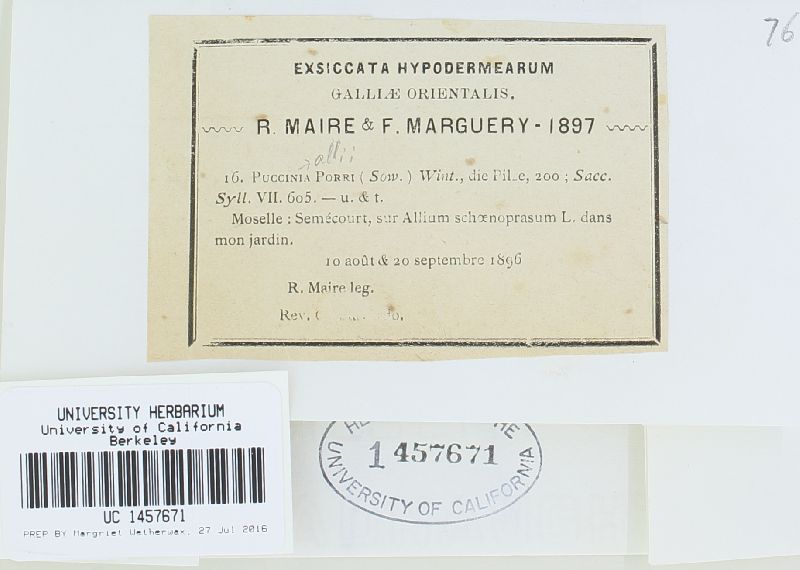 76
EXSICCATA HYPODERMEARUM
GALLIÆ ORIENTALIS.
R. MAIRE & F. MARGUERY - 1897
allii
16. PUCCINIA PORRI ( Sow. ) Wint., die Pilze, 200 ; Sacc.
Syll. VII. 605. — u. & t.
Moselle : Semécourt, sur Allium schœnoprasum L. dans
mon jardin.
10 août & 20 septembre 1896
R. Maire leg.
Rev.
UNIVERSITY HERBARIUM
University of California
Berkeley
UC 1457671
PREP BY Margriet Wetherwax, 27 Jul 2016
1457671
UNIVERSITY OF CALIFORNIA